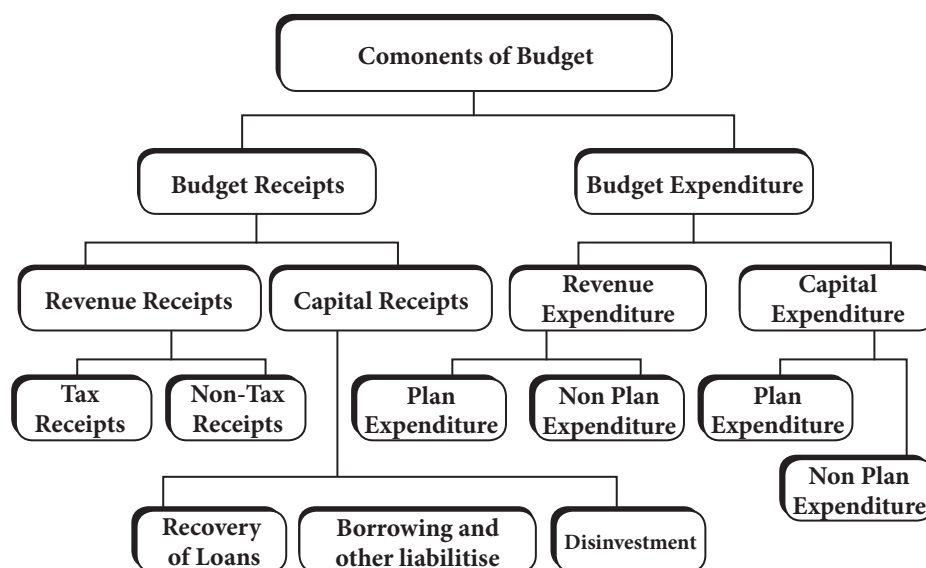 Comonents of Budget
Budget Receipts
Budget Expenditure
Revenue Receipts
Capital Receipts
Revenue
Expenditure
Capital
Expenditure
Tax
Receipts
Non-Tax
Receipts
Plan
Expenditure
Non Plan
Expenditure
Plan
Expenditure
Non Plan
Expenditure
Recovery
of Loans
Borrowing and
other liabilitise
Disinvestment